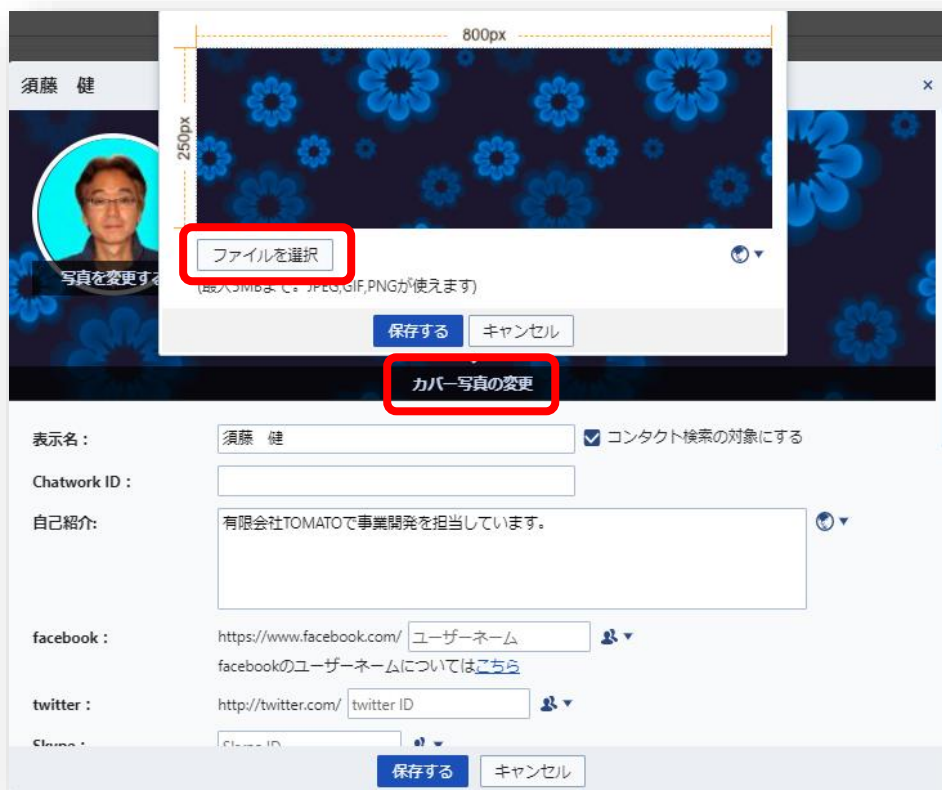 800px
須藤　健
×
250px
ファイルを選択
写真を変更する
(最大5MBまで。JPEG,GIF,PNGが使えます)
保存する
キャンセル
カバー写真の変更
表示名：
須藤　健
コンタクト検索の対象にする
Chatwork ID：
自己紹介:
有限会社TOMATOで事業開発を担当しています。
facebook：
https://www.facebook.com/ ユーザーネーム
facebookのユーザーネームについてはこちら
twitter：
http://twitter.com/ twitter ID
Skype：
Skype ID
保存する
キャンセル